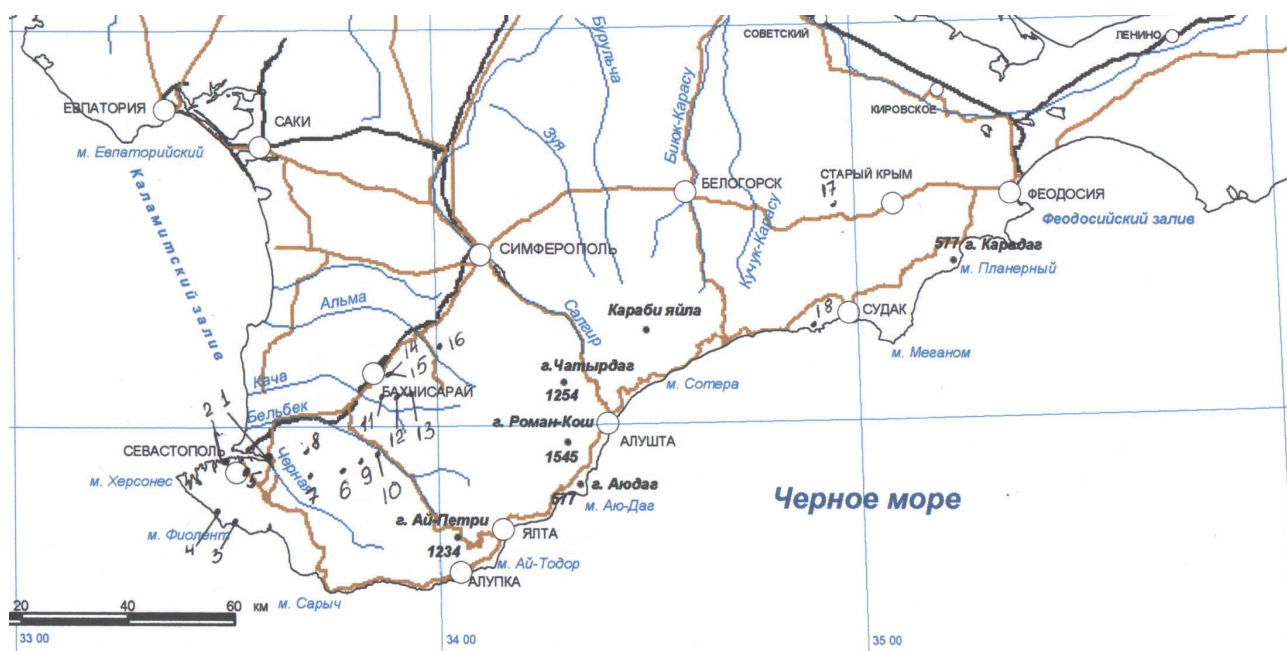 СОВЕТСКИЙ
ЛЕНИНО
Бурульча
ЕВПАТОРИЯ
КИРОВСКОЕ
САКИ
Зуя
Биюк-Карасу
м. Евпаторийский
СТАРЫЙ КРЫМ
17
БЕЛОГОРСК
ФЕОДОСИЯ
Каламитский залив
Феодосийский залив
Кучук-Карасу
СИМФЕРОПОЛЬ
577 г. Карадаг
м. Планерный
Альма
Салгир
Караби яйла
18
СУДАК
14
16
15
м. Меганом
г.Чатырдаг
1254
м. Сотера
Кача
БАХЧИСАРАЙ
2
1
Бельбек
11
12
13
г. Роман-Кош
АЛУШТА
1545
СЕВАСТОПОЛЬ
Черная
8
9
м. Херсонес
5
7
6
10
г. Аюдаг
577
м. Аю-Даг
Черное море
г. Ай-Петри
1234
ЯЛТА
м. Фиолент
4
3
м. Ай-Тодор
АЛУПКА
20
40
60
км
м. Сарыч
33 00
34 00
35 00